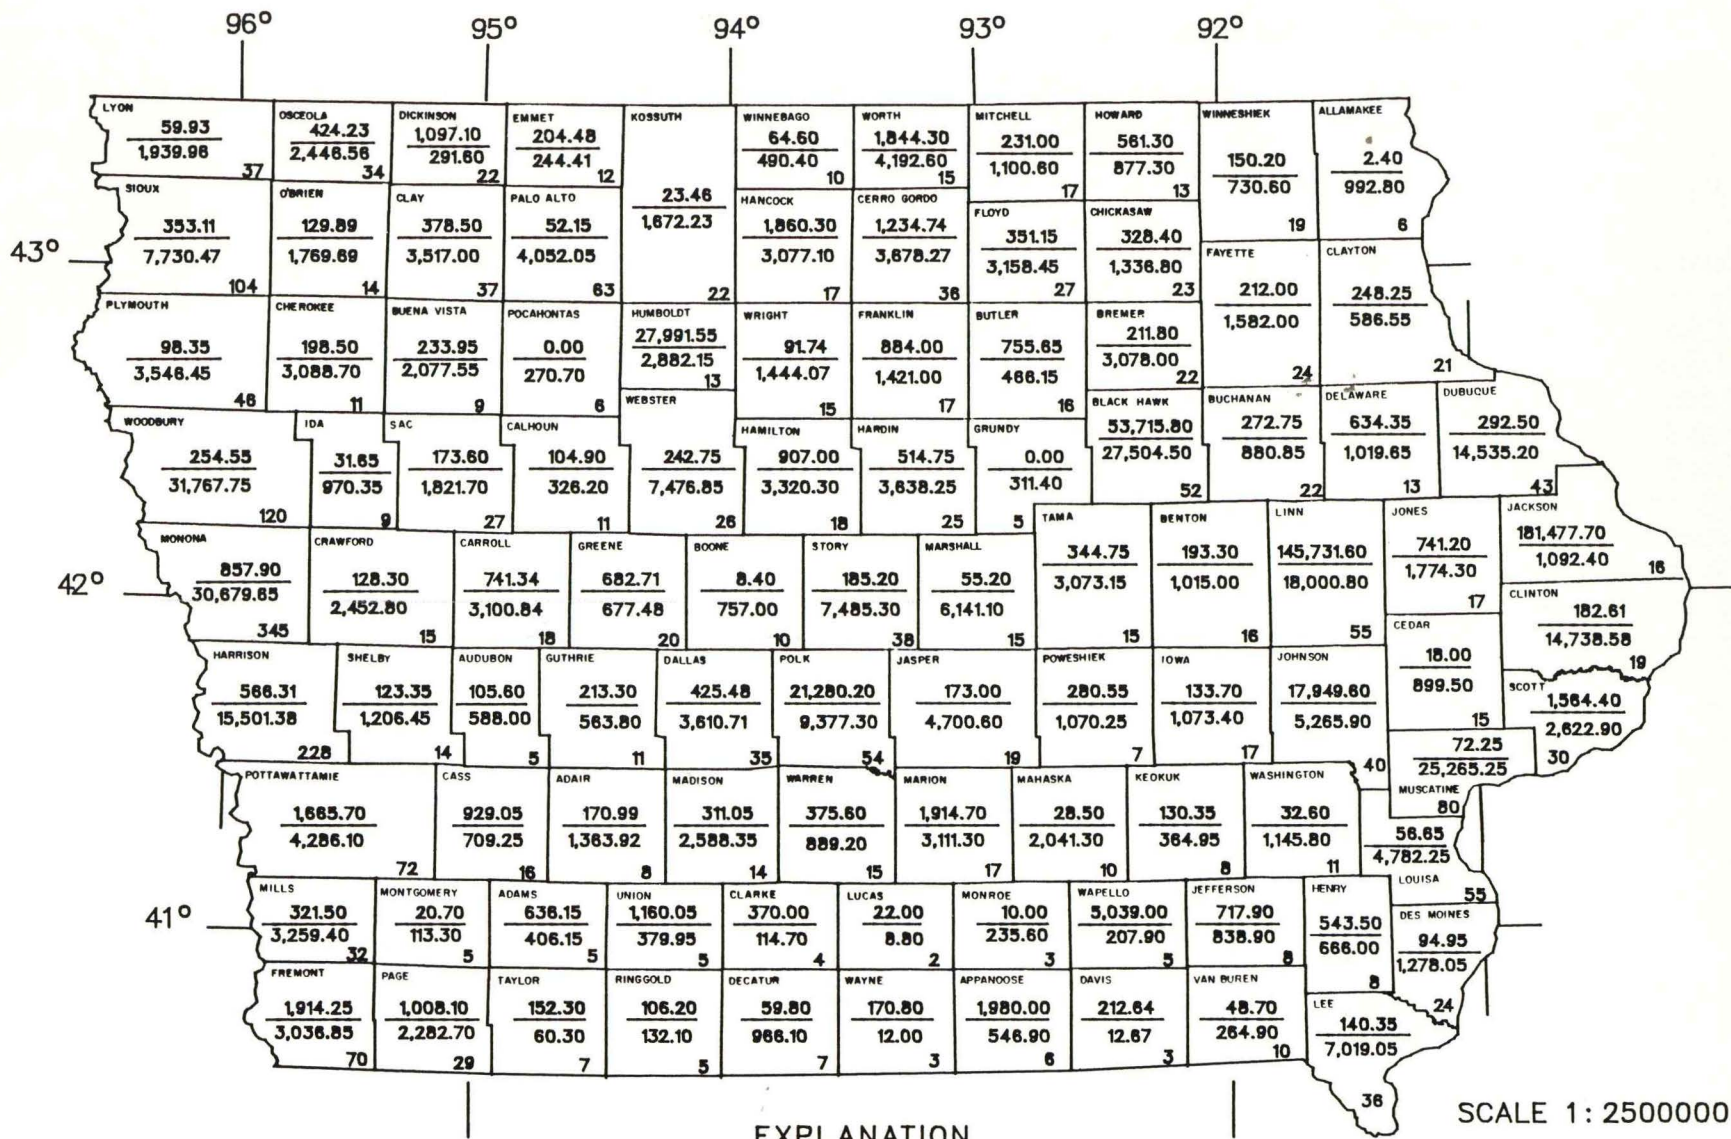 96° 95° 94° 93° 92°
LYON
59.93
1,939.96
37
OSCEOLA
424.23
2,446.56
34
DICKINSON
1,097.10
291.60
22
EMMET
204.48
244.41
12
KOSSUTH
23.46
1,672.23
22
WINNEBAGO
64.60
490.40
10
WORTH
1,844.30
4,192.60
15
MITCHELL
231.00
1,100.60
17
HOWARD
561.30
877.30
13
WINNESHIEK
150.20
730.60
19
ALLAMAKEE
2.40
992.80
6
43°
SIOUX
353.11
7,730.47
104
O'BRIEN
129.89
1,769.69
14
CLAY
378.50
3,517.00
37
PALO ALTO
52.15
4,052.05
63
HANCOCK
1,860.30
3,077.10
17
CERRO GORDO
1,234.74
3,678.27
36
FLOYD
351.15
3,158.45
27
CHICKASAW
328.40
1,336.80
23
FAYETTE
212.00
1,582.00
24
CLAYTON
248.25
586.55
21
PLYMOUTH
98.35
3,546.45
46
CHEROKEE
198.50
3,088.70
11
BUENA VISTA
233.95
2,077.55
9
POCAHONTAS
0.00
270.70
6
HUMBOLDT
27,991.55
2,882.15
13
WRIGHT
91.74
1,444.07
15
FRANKLIN
884.00
1,421.00
17
BUTLER
755.65
466.15
16
BREMER
211.80
3,078.00
22
WOODBURY
254.55
31,767.75
120
IDA
31.65
970.35
9
SAC
173.60
1,821.70
27
CALHOUN
104.90
326.20
11
WEBSTER
242.75
7,476.85
26
HAMILTON
907.00
3,320.30
18
HARDIN
514.75
3,638.25
25
GRUNDY
0.00
311.40
5
BLACK HAWK
53,715.80
27,504.50
52
BUCHANAN
272.75
880.85
22
DELAWARE
634.35
1,019.65
13
DUBUQUE
292.50
14,535.20
43
42°
MONONA
857.90
30,679.65
345
CRAWFORD
128.30
2,452.80
15
CARROLL
741.34
3,100.84
18
GREENE
682.71
677.48
20
BOONE
8.40
757.00
10
STORY
185.20
7,485.30
38
MARSHALL
55.20
6,141.10
15
TAMA
344.75
3,073.15
15
BENTON
193.30
1,015.00
16
LINN
145,731.60
18,000.80
55
JONES
741.20
1,774.30
17
JACKSON
181,477.70
1,092.40
16
CLINTON
182.61
14,738.58
19
HARRISON
566.31
15,501.38
228
SHELBY
123.35
1,206.45
14
AUDUBON
105.60
588.00
5
GUTHRIE
213.30
563.80
11
DALLAS
425.48
3,610.71
35
POLK
21,280.20
9,377.30
54
JASPER
173.00
4,700.60
19
POWESHIEK
280.55
1,070.25
7
IOWA
133.70
1,073.40
17
JOHNSON
17,949.60
5,265.90
40
CEDAR
18.00
899.50
15
SCOTT
1,564.40
2,622.90
30
POTTAWATTAMIE
1,665.70
4,286.10
72
CASS
929.05
709.25
16
ADAIR
170.99
1,363.92
8
MADISON
311.05
2,588.35
14
WARREN
375.60
889.20
15
MARION
1,914.70
3,111.30
17
MAHASKA
28.50
2,041.30
10
KEOKUK
130.35
364.95
8
WASHINGTON
32.60
1,145.80
11
72.25
25,265.25
MUSCATINE
80
56.65
4,782.25
LOUISA
55
41°
MILLS
321.50
3,259.40
32
MONTGOMERY
20.70
113.30
5
ADAMS
636.15
406.15
5
UNION
1,160.05
379.95
5
CLARKE
370.00
114.70
4
LUCAS
22.00
8.80
2
MONROE
10.00
235.60
3
WAPELLO
5,039.00
207.90
5
JEFFERSON
717.90
838.90
8
HENRY
543.50
666.00
8
DES MOINES
94.95
1,278.05
24
FREMONT
1,914.25
3,036.85
70
PAGE
1,008.10
2,282.70
29
TAYLOR
152.30
60.30
7
RINGGOLD
106.20
132.10
5
DECATUR
59.80
966.10
7
WAYNE
170.80
12.00
3
APPANOOSE
1,980.00
546.90
6
DAVIS
212.64
12.67
3
VAN BUREN
48.70
264.90
10
LEE
140.35
7,019.05
36
SCALE 1: 2500000
EXPLANATION